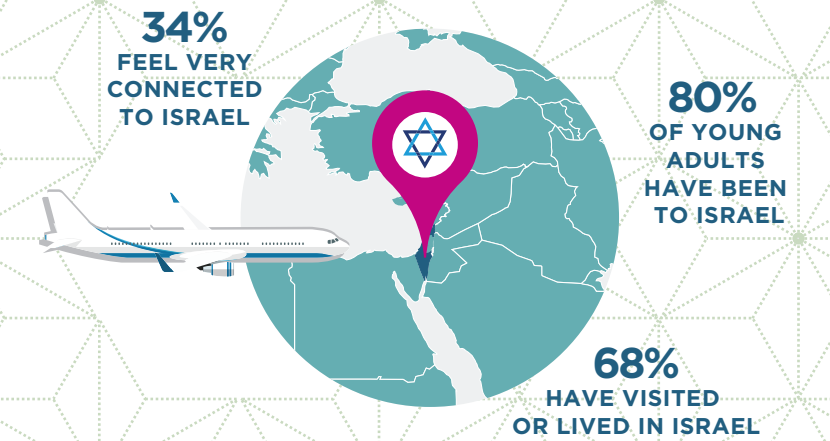 34%
FEEL VERY
CONNECTED
TO ISRAEL
80%
OF YOUNG
ADULTS
HAVE BEEN
TO ISRAEL
68%
HAVE VISITED
OR LIVED IN ISRAEL